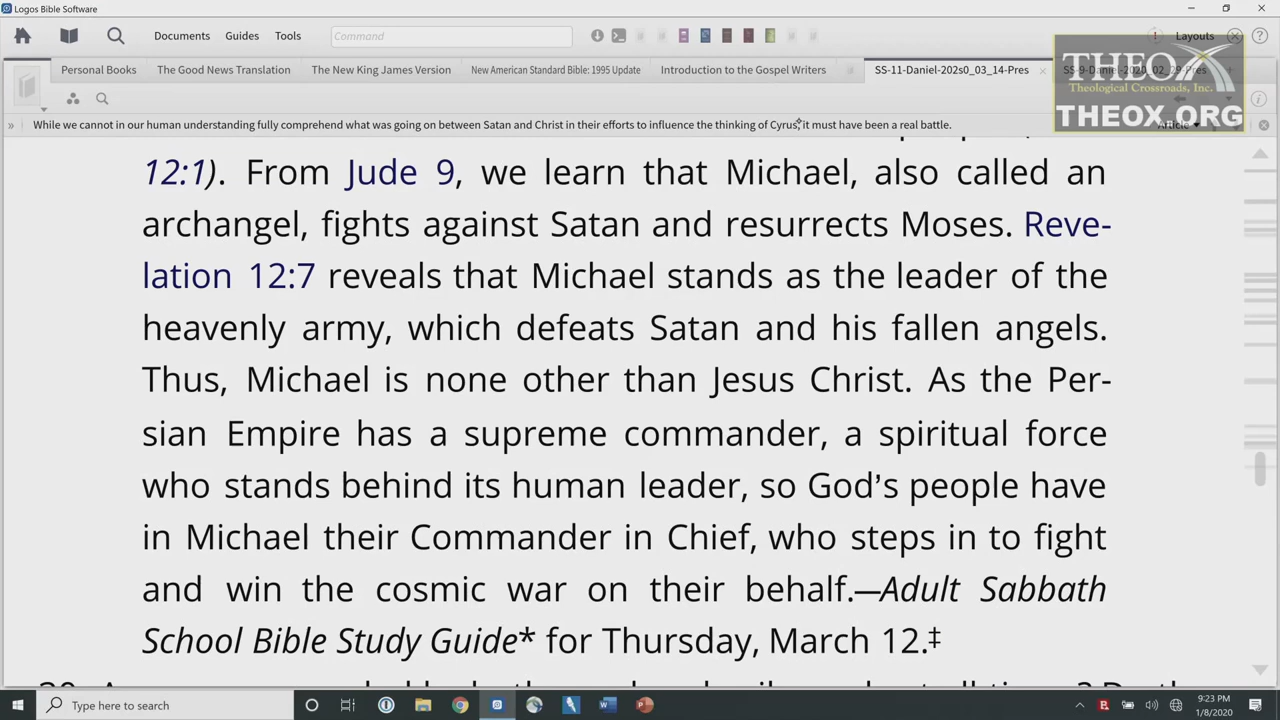 Logos Bible Software
Documents Guides Tools Command Layouts
Personal Books The Good News Translation The New King New American Standard Bible: 1995 Update Introduction to the Gospel Writers SS-11-Daniel-202s0_03_14-Pres SS-9-Daniel-2020_02_29-Pres
THEOX
Theological Crossroads, Inc.
THEOX.ORG
» While we cannot in our human understanding fully comprehend what was going on between Satan and Christ in their efforts to influence the thinking of Cyrus, it must have been a real battle. Article
12:1). From Jude 9, we learn that Michael, also called an
archangel, fights against Satan and resurrects Moses. Reve-
lation 12:7 reveals that Michael stands as the leader of the
heavenly army, which defeats Satan and his fallen angels.
Thus, Michael is none other than Jesus Christ. As the Per-
sian Empire has a supreme commander, a spiritual force
who stands behind its human leader, so God's people have
in Michael their Commander in Chief, who steps in to fight
and win the cosmic war on their behalf.—Adult Sabbath
School Bible Study Guide* for Thursday, March 12.‡
Type here to search
9:23 PM
1/8/2020